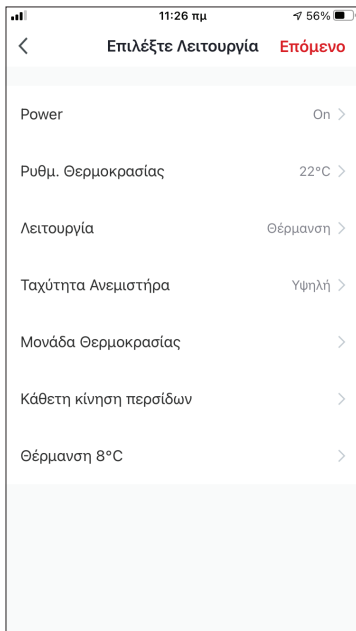 11:26 πμ 56%
Επιλέξτε Λειτουργία Επόμενο
Power On
Ρυθμ. Θερμοκρασίας 22°C
Λειτουργία Θέρμανση
Ταχύτητα Ανεμιστήρα Υψηλή
Μονάδα Θερμοκρασίας
Κάθετη κίνηση περσίδων
Θέρμανση 8°C